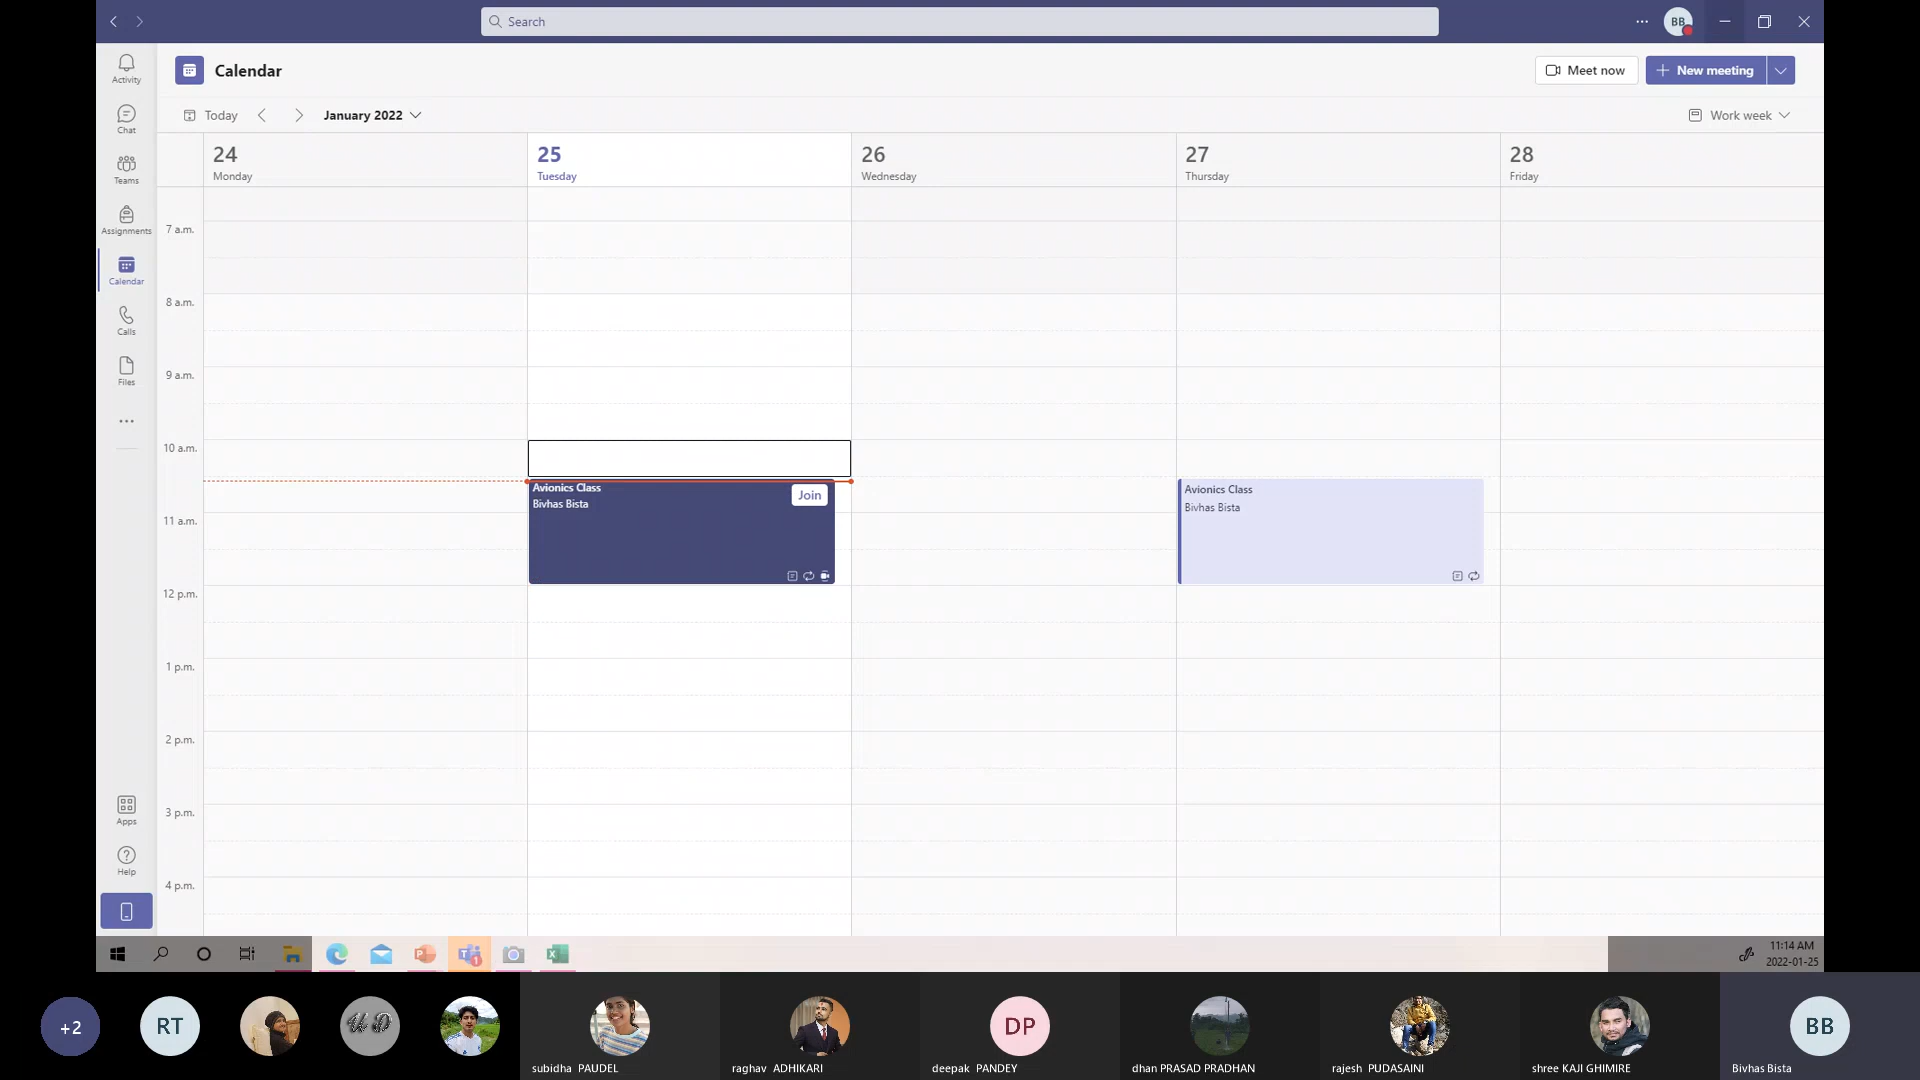 Search
BB
Activity
Calendar
Meet now
New meeting
Chat
Today
January 2022
Work week
Teams
24
Monday
25
Tuesday
26
Wednesday
27
Thursday
28
Friday
Assignments
Calendar
Calls
Files
7 a.m.
8 a.m.
9 a.m.
10 a.m.
11 a.m.
12 p.m.
1 p.m.
2 p.m.
3 p.m.
4 p.m.
Avionics Class
Bivhas Bista
Join
Avionics Class
Bivhas Bista
Apps
Help
11:14 AM
2022-01-25
+2
RT
U D
subidha PAUDEL
raghav ADHIKARI
DP
deepak PANDEY
dhan PRASAD PRADHAN
rajesh PUDASAINI
shree KAJI GHIMIRE
BB
Bivhas Bista